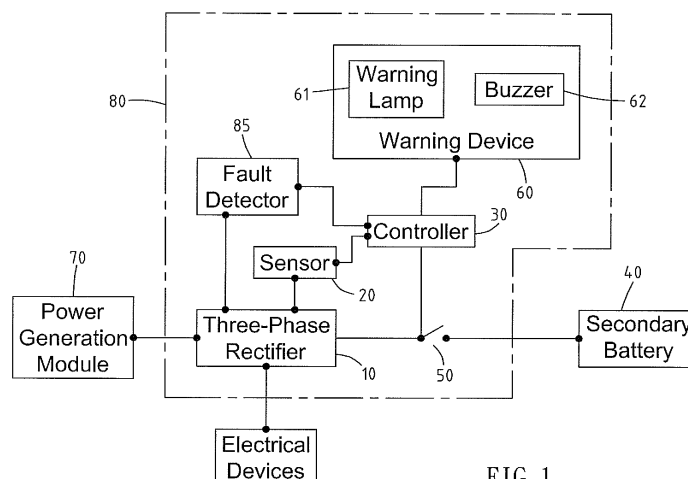 80
61
Warning
Lamp
Buzzer
62
Warning Device
60
85
Fault
Detector
30
Controller
Sensor
20
70
Power
Generation
Module
Three-Phase
Rectifier
10
50
40
Secondary
Battery
Electrical
Devices
FIG. 1